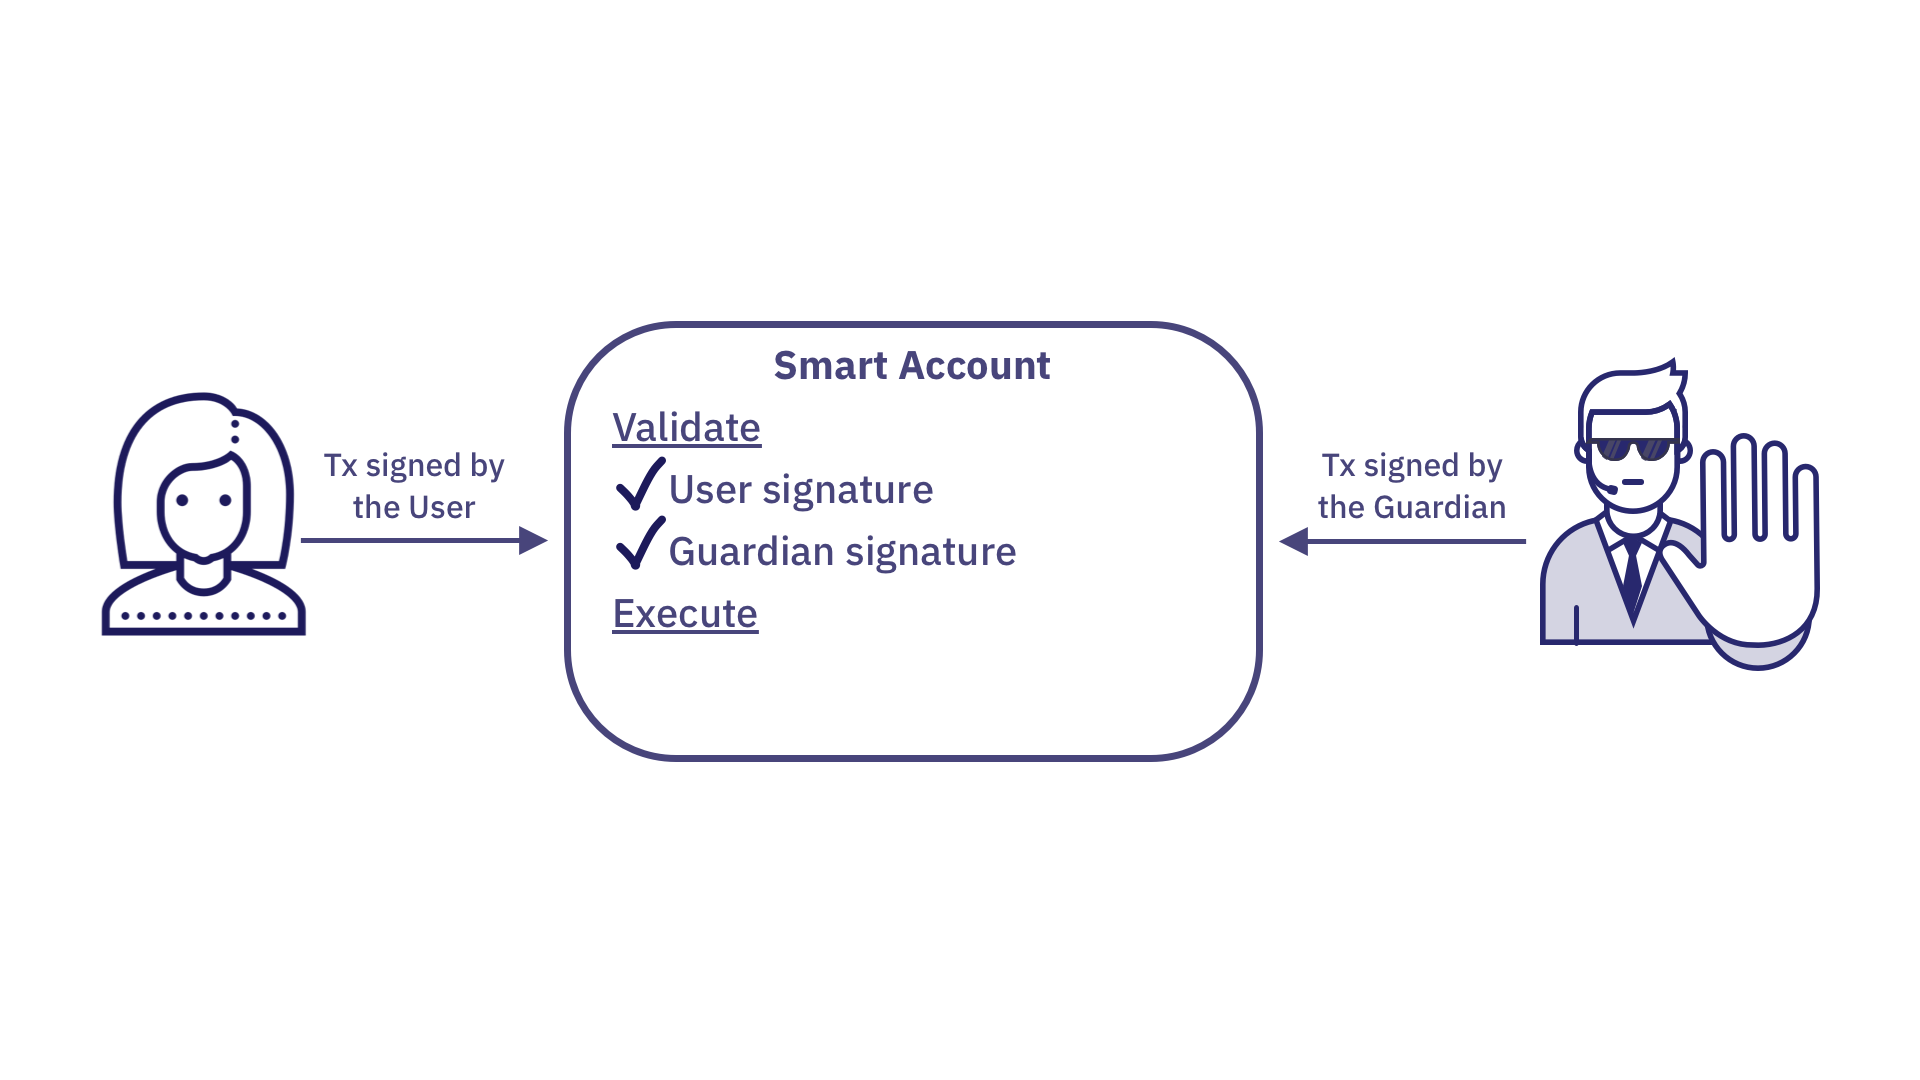 Smart Account
Validate
User signature
Guardian signature
Execute
Tx signed by
the User
Tx signed by
the Guardian